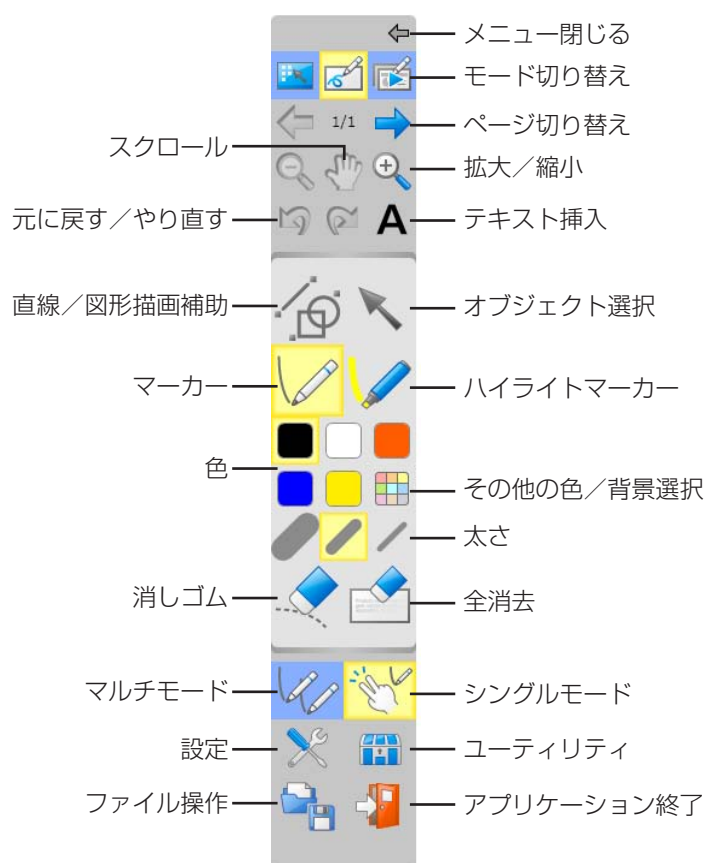 メニュー閉じる
モード切り替え
1/1
ページ切り替え
スクロール
拡大／縮小
元に戻す／やり直す
A
テキスト挿入
直線／図形描画補助
オブジェクト選択
マーカー
ハイライトマーカー
色
その他の色／背景選択
太さ
消しゴム
全消去
マルチモード
シングルモード
設定
ユーティリティ
ファイル操作
アプリケーション終了